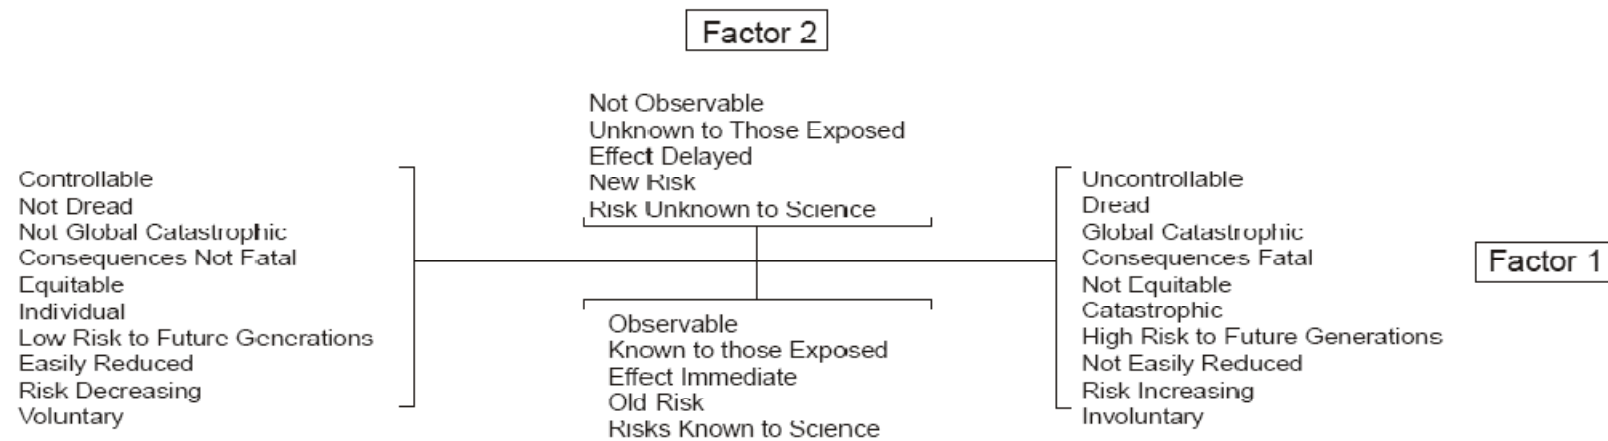 Factor 2
Not Observable
Unknown to Those Exposed
Effect Delayed
New Risk
Risk Unknown to Science
Controllable
Not Dread
Not Global Catastrophic
Consequences Not Fatal
Equitable
Individual
Low Risk to Future Generations
Easily Reduced
Risk Decreasing
Voluntary
Uncontrollable
Dread
Global Catastrophic
Consequences Fatal
Not Equitable
Catastrophic
High Risk to Future Generations
Not Easily Reduced
Risk Increasing
Involuntary
Factor 1
Observable
Known to those Exposed
Effect Immediate
Old Risk
Risks Known to Science